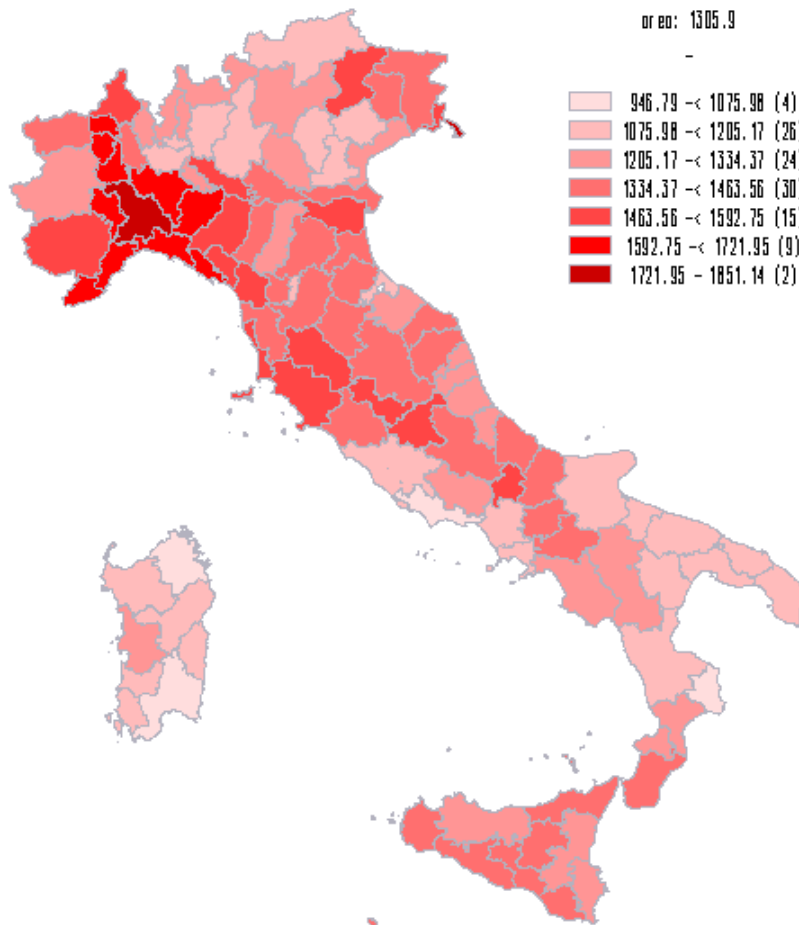 oreo: 1305.9
-
946.79 -< 1075.98 (4)
1075.98 -< 1205.17 (26
1205.17 -< 1334.37 (24
1334.37 -< 1463.56 (30
1463.56 -< 1592.75 (15
1592.75 -< 1721.95 (9)
1721.95 - 1851.14 (2)